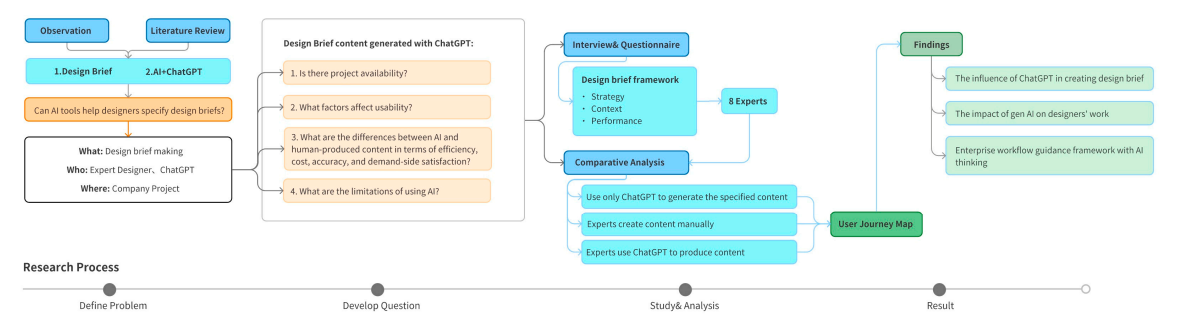 Observation
Literature Review
1.Design Brief
2.AI+ChatGPT
Can AI tools help designers specify design briefs?
What: Design brief making
Who: Expert Designer、ChatGPT
Where: Company Project
Design Brief content generated with ChatGPT:
1. Is there project availability?
2. What factors affect usability?
3. What are the differences between AI and
human-produced content in terms of efficiency,
cost, accuracy, and demand-side satisfaction?
4. What are the limitations of using AI?
Interview& Questionnaire
Design brief framework
・ Strategy
・ Context
・ Performance
8 Experts
Comparative Analysis
Use only ChatGPT to generate the specified content
Experts create content manually
Experts use ChatGPT to produce content
User Journey Map
Findings
The influence of ChatGPT in creating design brief
The impact of gen AI on designers' work
Enterprise workflow guidance framework with AI
thinking
Research Process
Define Problem
Develop Question
Study& Analysis
Result